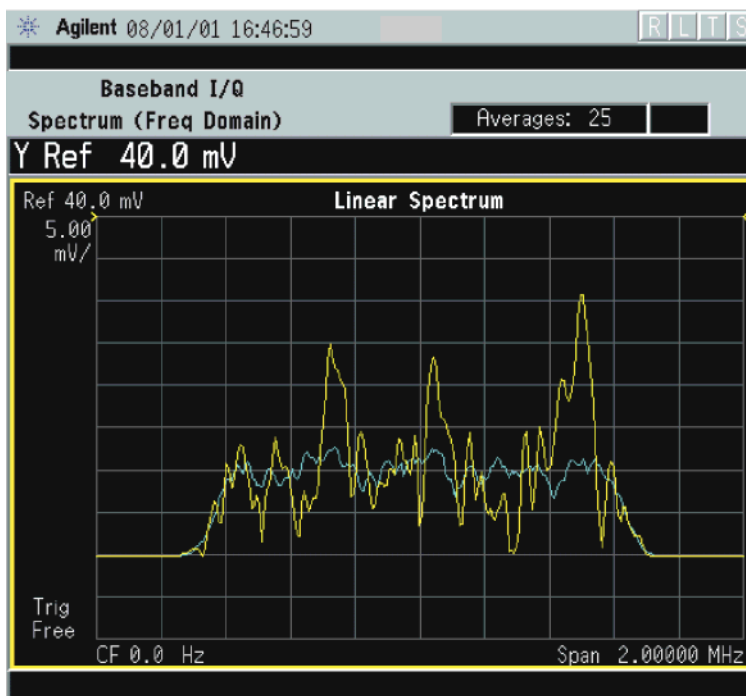 Agilent 08/01/01 16:46:59 R L T S
Baseband I/Q
Spectrum (Freq Domain)
Averages: 25
Y Ref 40.0 mV
Ref 40.0 mV
Linear Spectrum
5.00
mV/
Trig
Free
CF 0.0 Hz
Span 2.00000 MHz